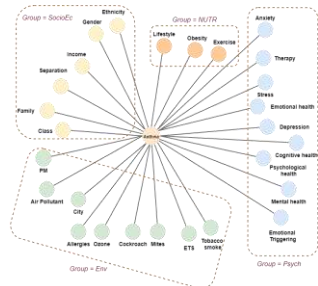 Ethnicity
Gender
Group = SocioEc
Income
Separation
Family
Class
Group = NUTR
Lifestyle
Obesity
Exercise
Anxiety
Therapy
Stress
Emotional health
Depression
Cognitive health
Psychological
health
Mental health
Emotional
Triggering
Group = Psych
Asthma
PM
Air Pollutant
City
Allergies
Ozone
Cockroach
Mites
ETS
Tobacco
smoke
Group = Env